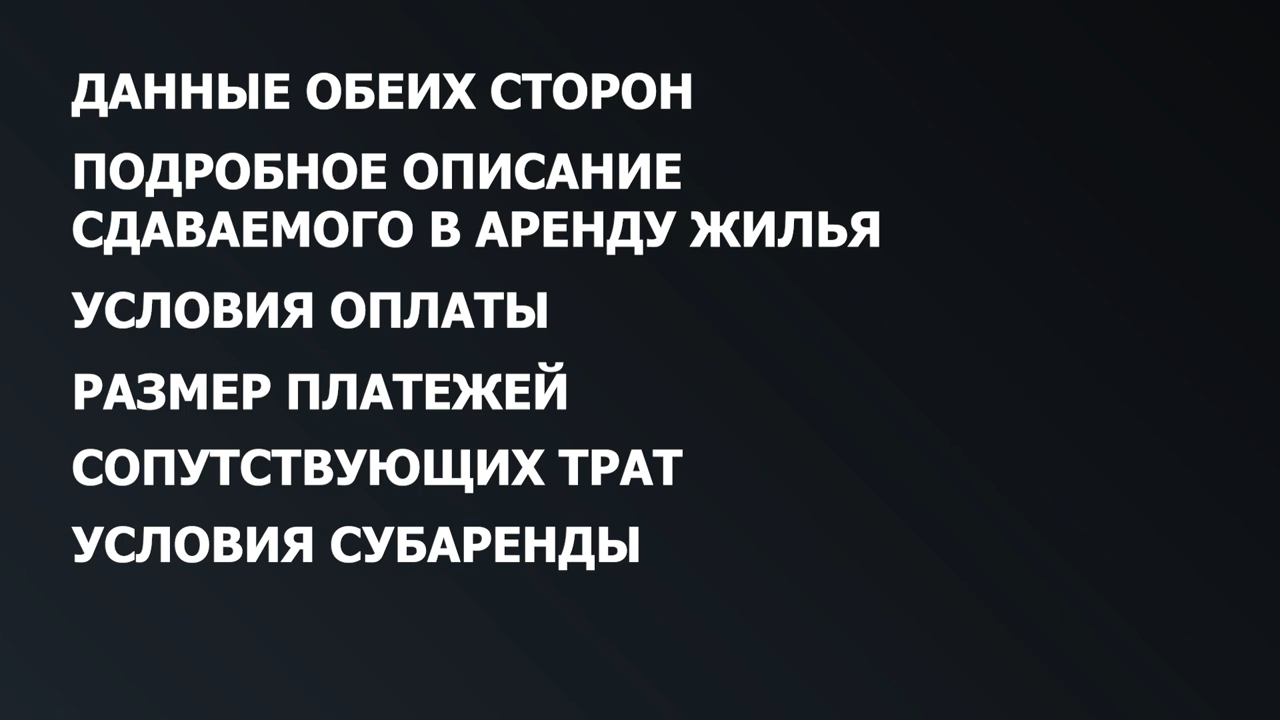 ДАННЫЕ ОБЕИХ СТОРОН
ПОДРОБНОЕ ОПИСАНИЕ
СДАВАЕМОГО В АРЕНДУ ЖИЛЬЯ
УСЛОВИЯ ОПЛАТЫ
РАЗМЕР ПЛАТЕЖЕЙ
СОПУТСТВУЮЩИХ ТРАТ
УСЛОВИЯ СУБАРЕНДЫ